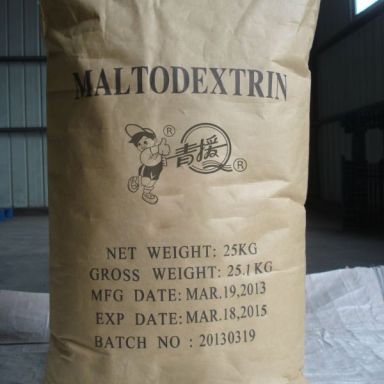 MALTODEXTRIN
®
青援
®
NET WEIGHT: 25KG
GROSS WEIGHT: 25.1KG
MFG DATE: MAR.19,2013
EXP DATE: MAR.18,2015
BATCH NO : 20130319